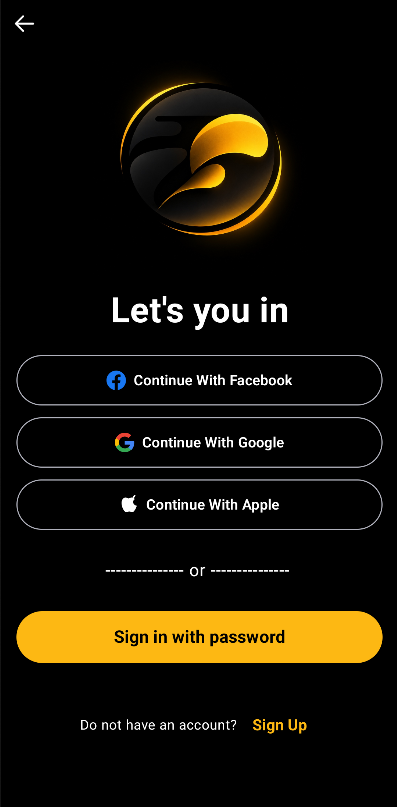 Let's you in
Continue With Facebook
Continue With Google
Continue With Apple
--------------- or ---------------
Sign in with password
Do not have an account? Sign Up